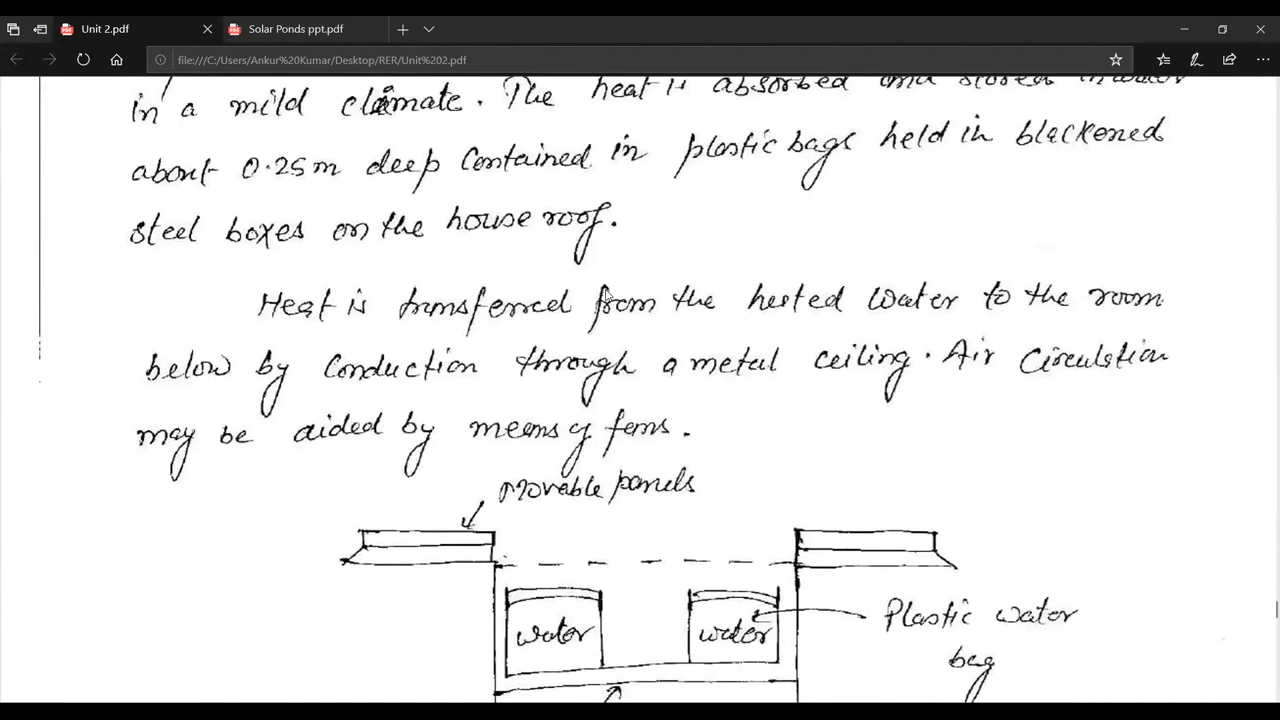 Unit 2.pdf
Solar Ponds ppt.pdf
file:///C:/Users/Ankur%20Kumar/Desktop/RER/Unit%202.pdf
in a mild climate. The heat is absorbed and stored in water
about 0.25m deep contained in plastic bags held in blackened
steel boxes on the house roof.
Heat is transferred from the heated water to the room
below by conduction through a metal ceiling. Air circulation
may be aided by means of fans.
Movable panels
water
water
Plastic water
bag